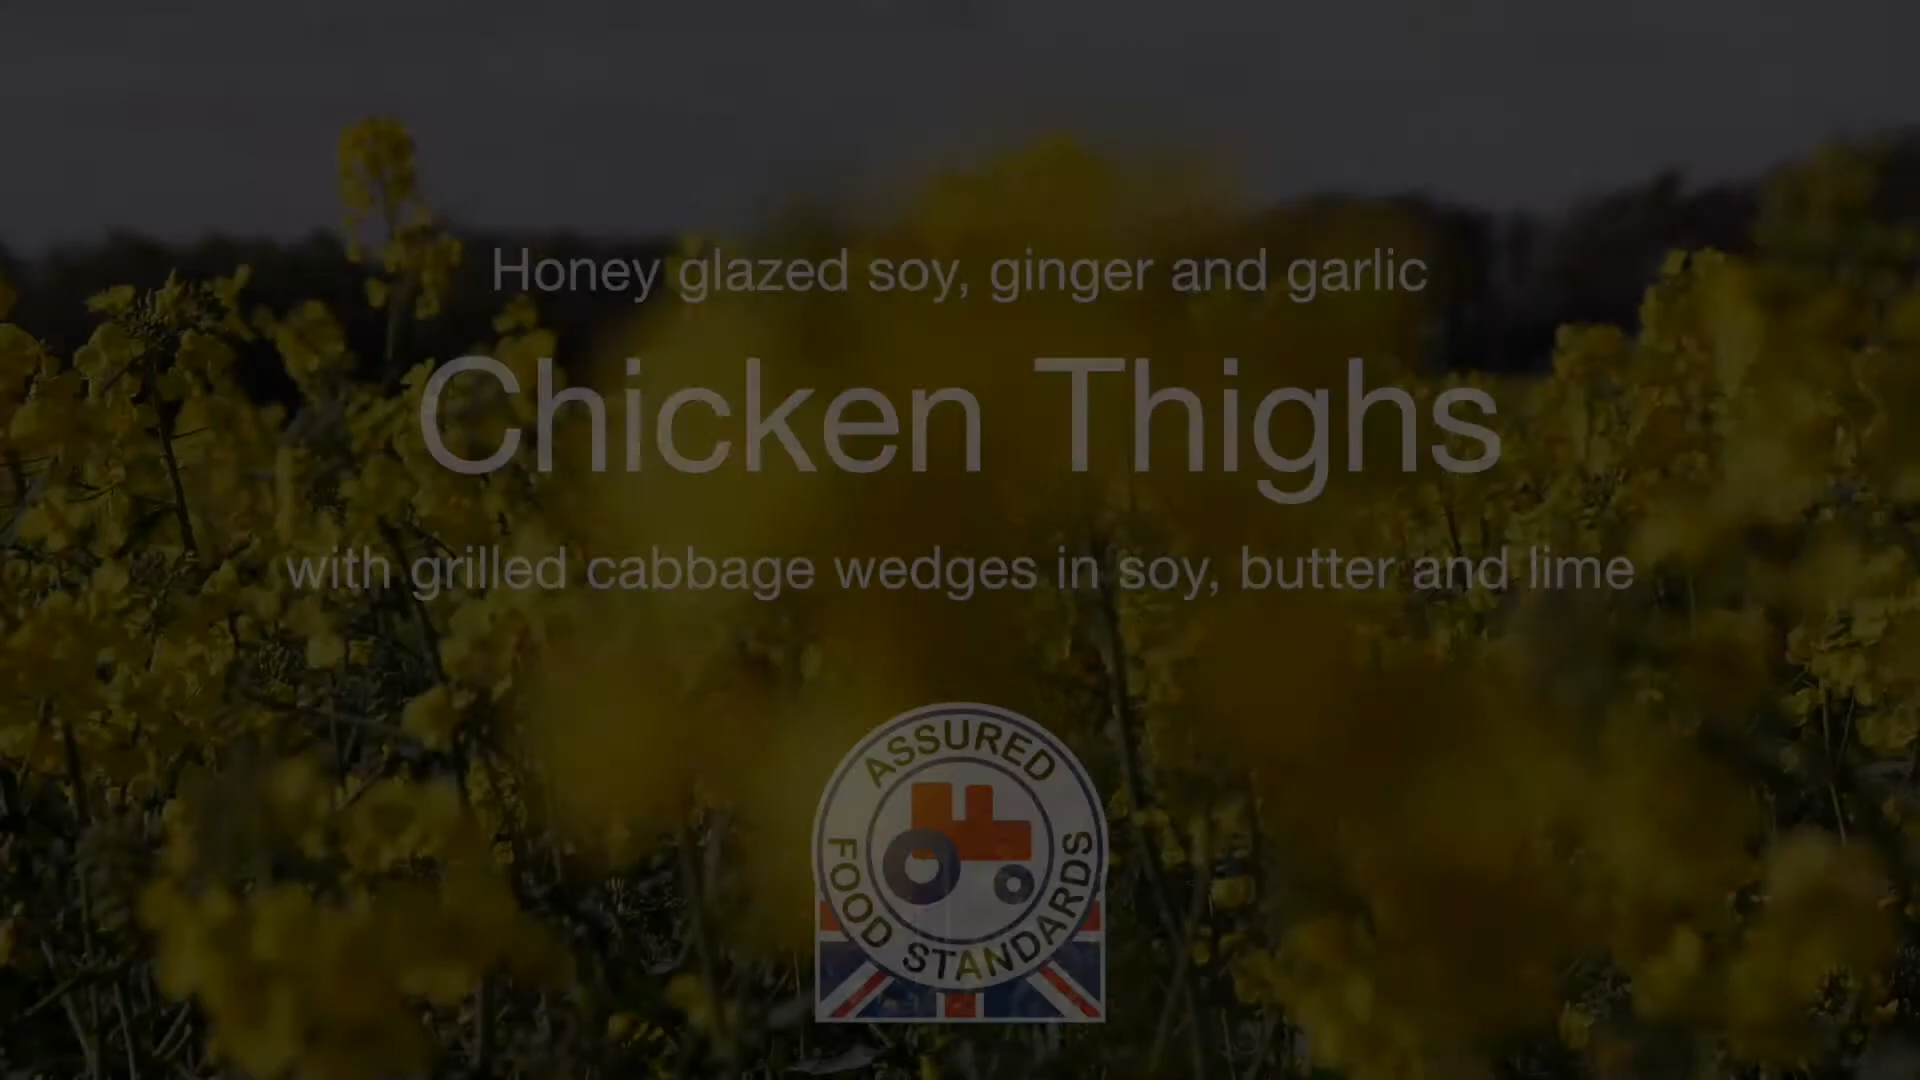 Honey glazed soy, ginger and garlic
Chicken Thighs
with grilled cabbage wedges in soy, butter and lime
ASSURED
FOOD STANDARDS